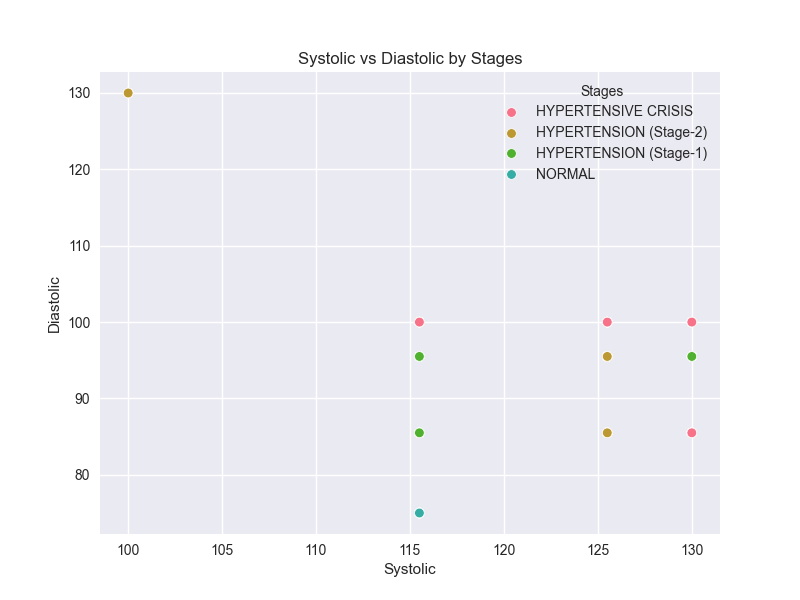 Systolic vs Diastolic by Stages
Stages
HYPERTENSIVE CRISIS
HYPERTENSION (Stage-2)
HYPERTENSION (Stage-1)
NORMAL
130
120
110
100
90
80
Diastolic
100 105 110 115 120 125 130
Systolic